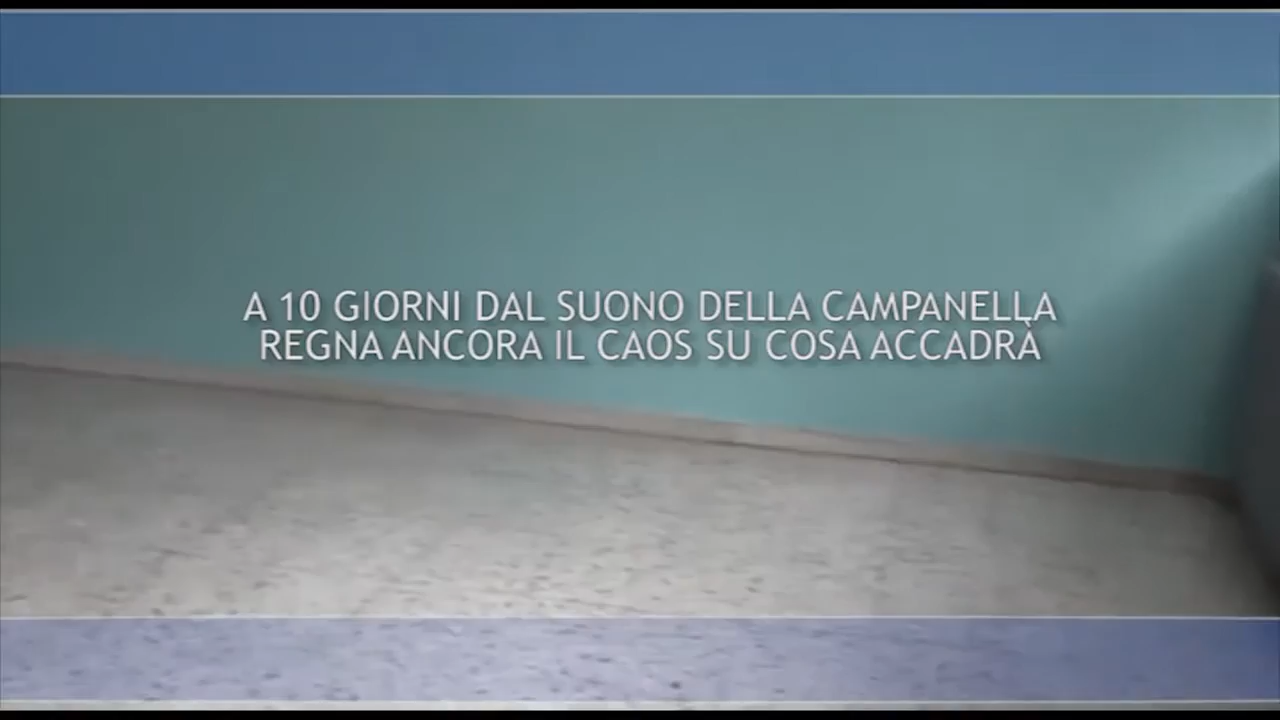 A 10 GIORNI DAL SUONO DELLA CAMPANELLA
REGNA ANCORA IL CAOS SU COSA ACCADRÀ